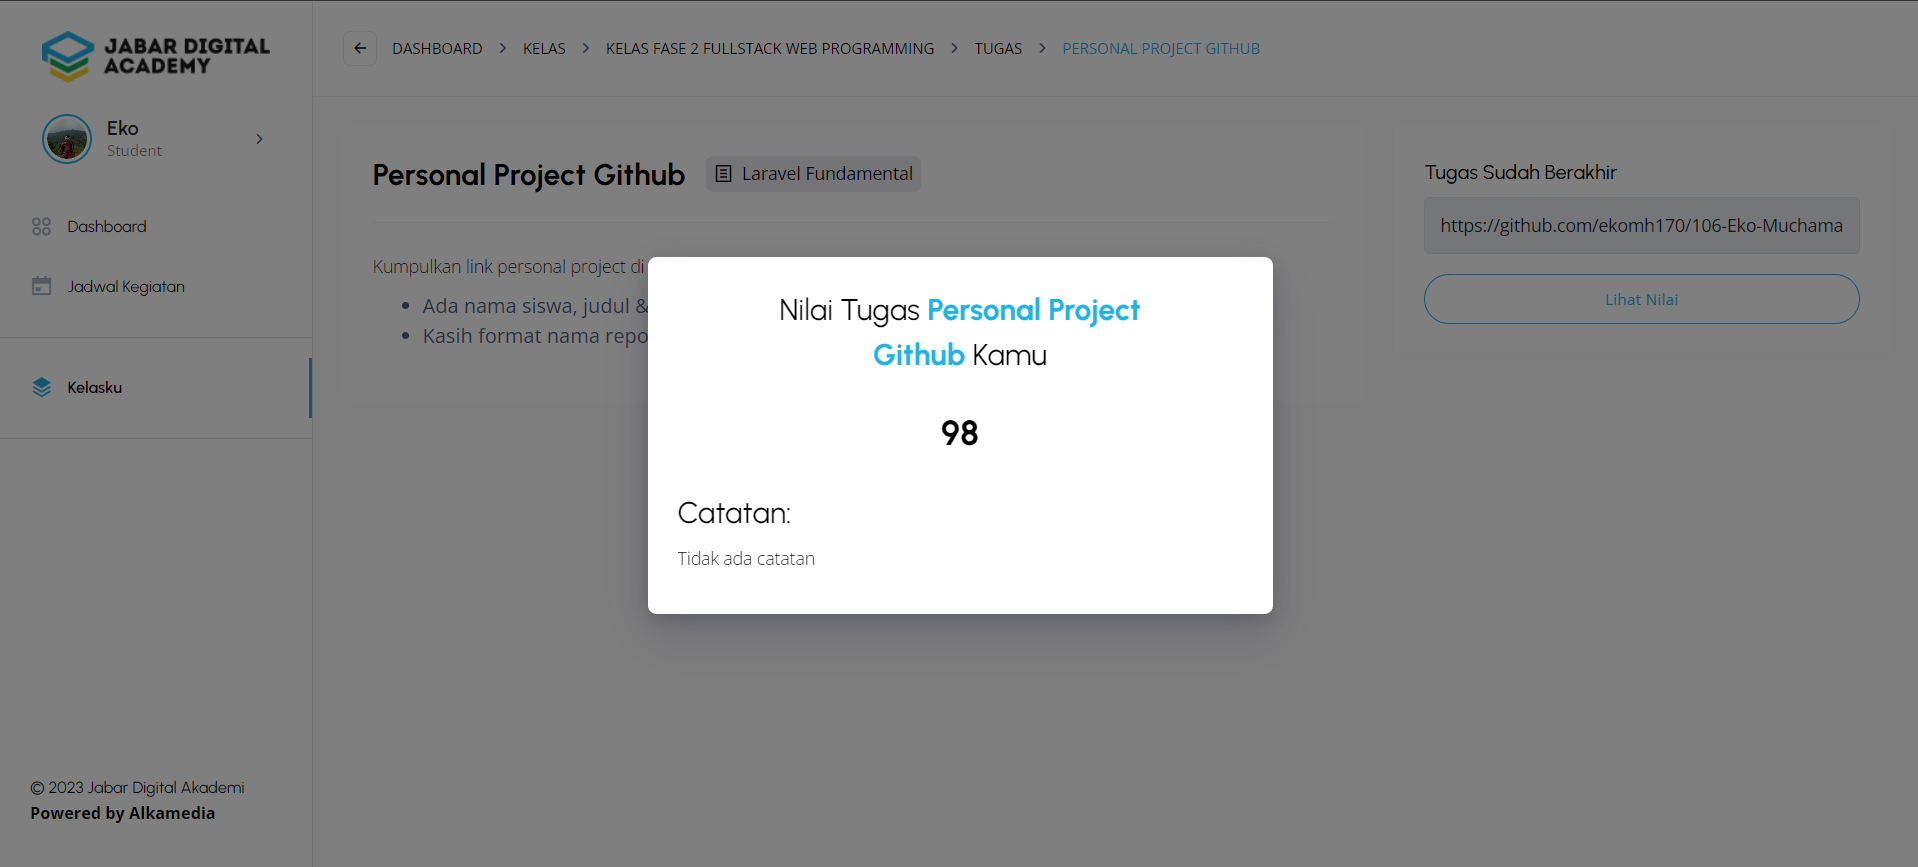 JABAR DIGITAL
ACADEMY
DASHBOARD > KELAS > KELAS FASE 2 FULLSTACK WEB PROGRAMMING > TUGAS > PERSONAL PROJECT GITHUB
Eko
Student
Dashboard
Jadwal Kegiatan
Kelasku
© 2023 Jabar Digital Akademi
Powered by Alkamedia
Personal Project Github
Laravel Fundamental
Kumpulkan link personal project di
• Ada nama siswa, judul &
• Kasih format nama repo
Tugas Sudah Berakhir
https://github.com/ekomh170/106-Eko-Muchama
Lihat Nilai
Nilai Tugas Personal Project
Github Kamu
98
Catatan:
Tidak ada catatan